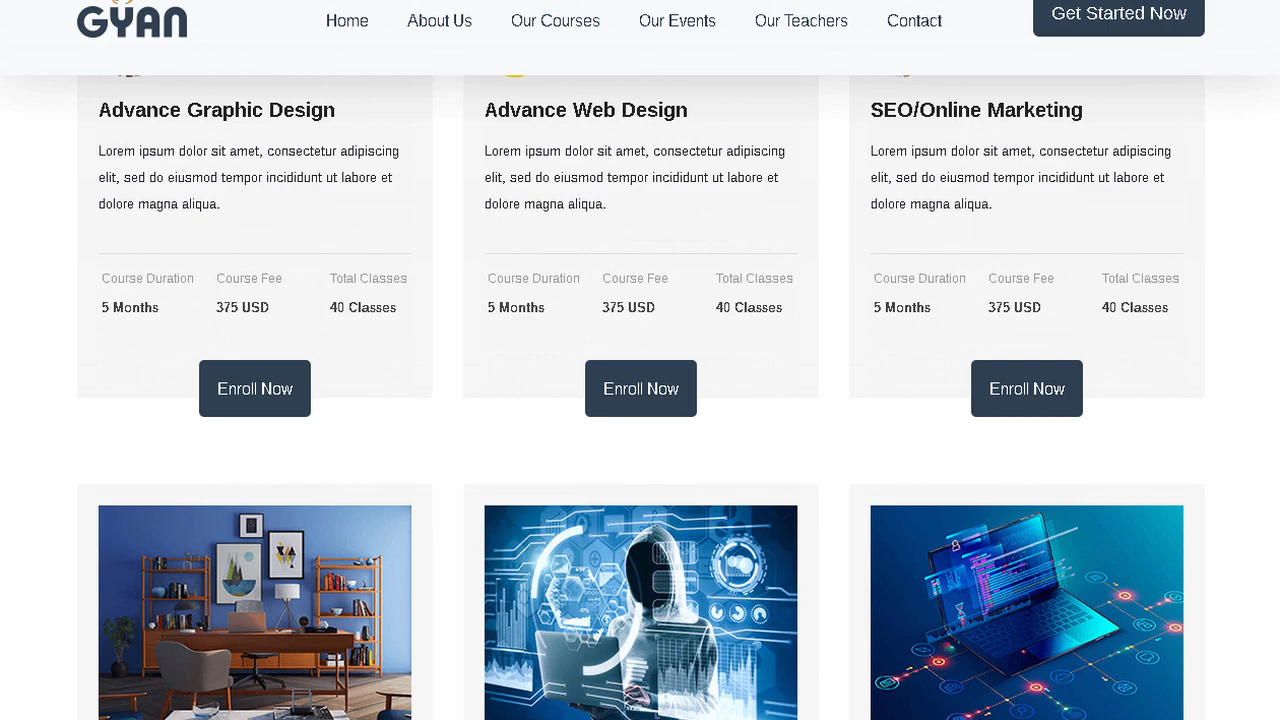 GYAN
Home About Us Our Courses Our Events Our Teachers Contact
Get Started Now
Advance Graphic Design
Lorem ipsum dolor sit amet, consectetur adipiscing
elit, sed do eiusmod tempor incididunt ut labore et
dolore magna aliqua.
Course Duration Course Fee Total Classes
5 Months 375 USD 40 Classes
Enroll Now
Advance Web Design
Lorem ipsum dolor sit amet, consectetur adipiscing
elit, sed do eiusmod tempor incididunt ut labore et
dolore magna aliqua.
Course Duration Course Fee Total Classes
5 Months 375 USD 40 Classes
Enroll Now
SEO/Online Marketing
Lorem ipsum dolor sit amet, consectetur adipiscing
elit, sed do eiusmod tempor incididunt ut labore et
dolore magna aliqua.
Course Duration Course Fee Total Classes
5 Months 375 USD 40 Classes
Enroll Now